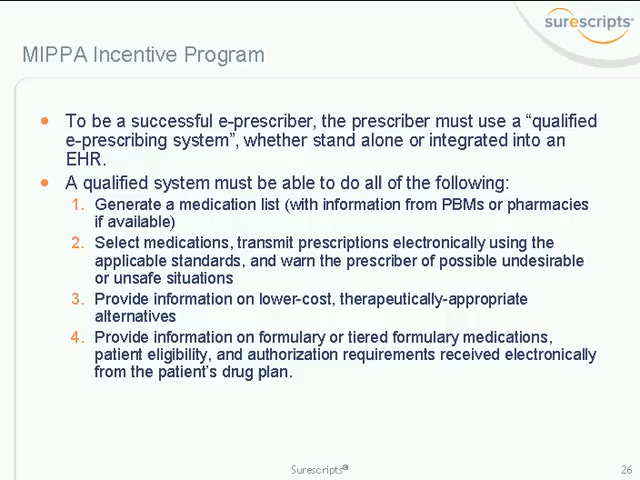 surescripts
MIPPA Incentive Program
• To be a successful e-prescriber, the prescriber must use a “qualified
e-prescribing system”, whether stand alone or integrated into an
EHR.
• A qualified system must be able to do all of the following:
1. Generate a medication list (with information from PBMs or pharmacies
if available)
2. Select medications, transmit prescriptions electronically using the
applicable standards, and warn the prescriber of possible undesirable
or unsafe situations
3. Provide information on lower-cost, therapeutically-appropriate
alternatives
4. Provide information on formulary or tiered formulary medications,
patient eligibility, and authorization requirements received electronically
from the patient’s drug plan.
Surescripts® 26